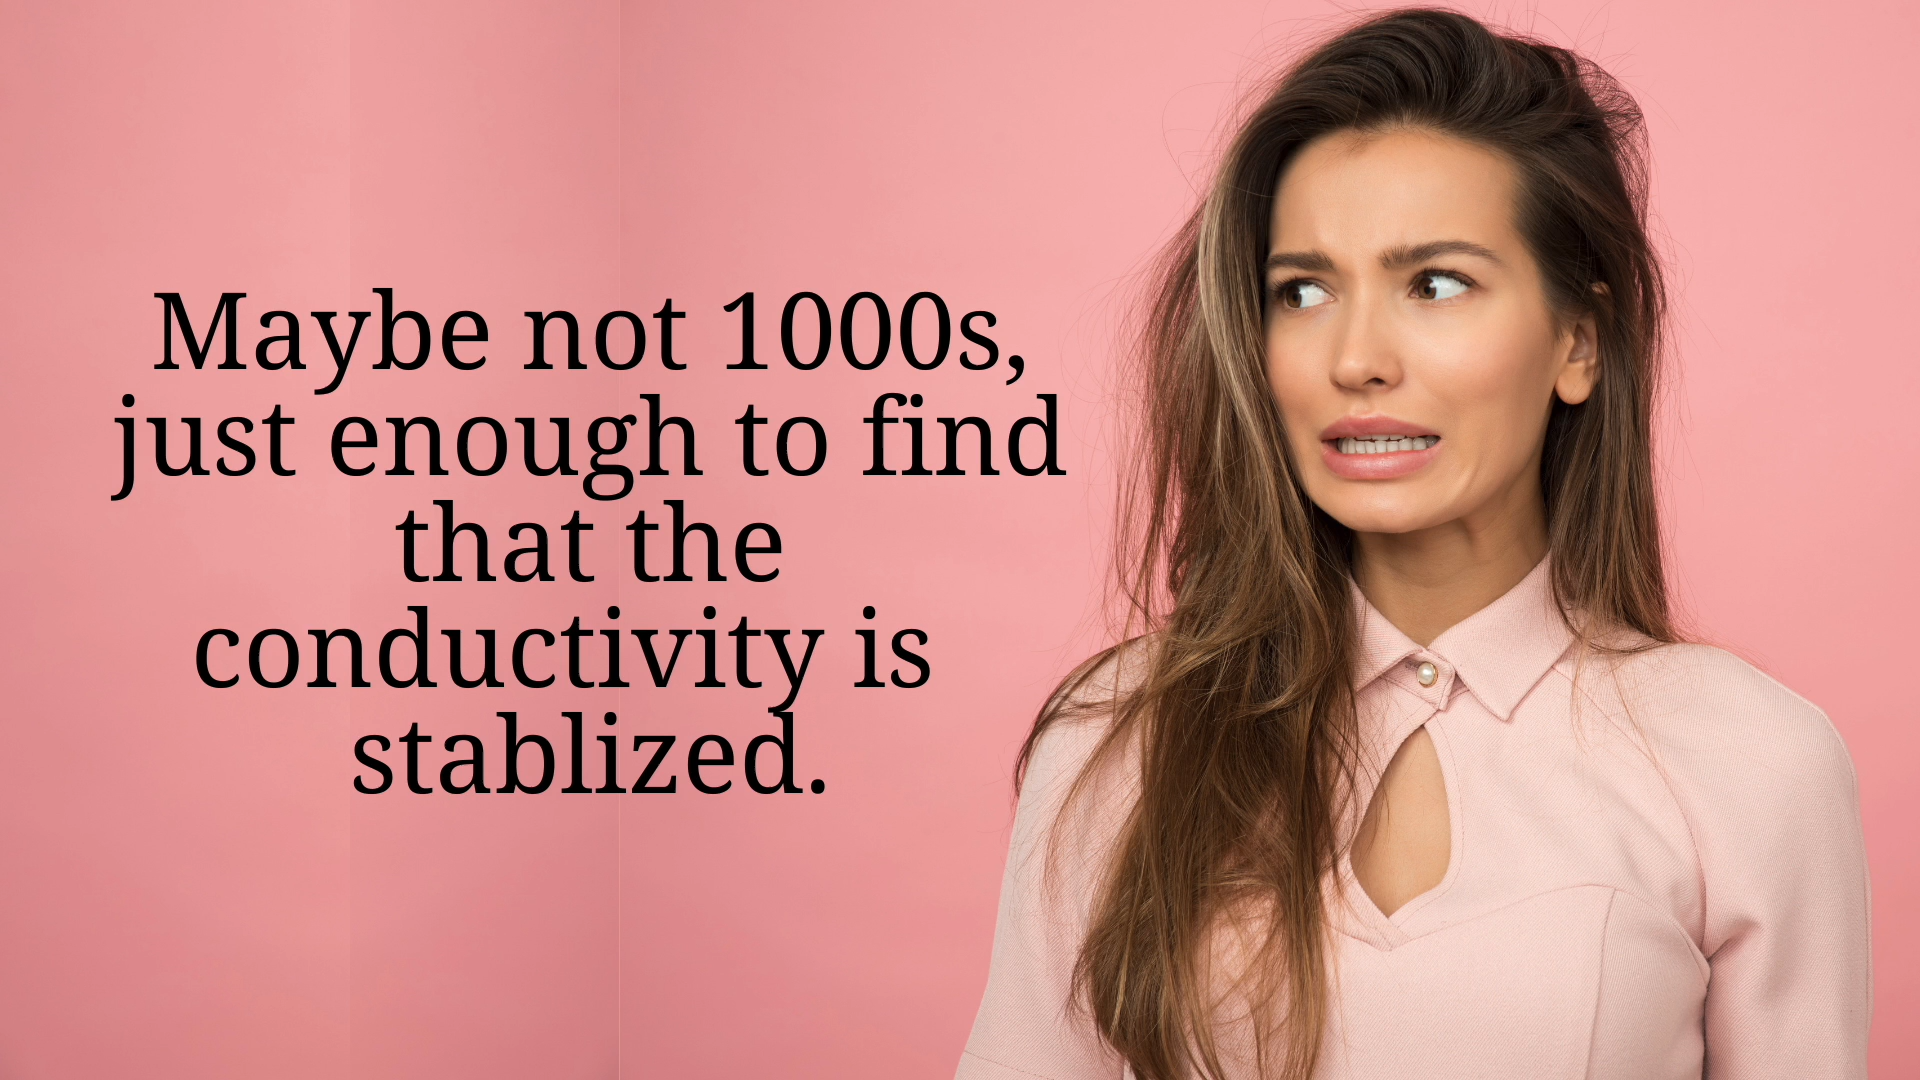 Maybe not 1000s,
just enough to find
that the
conductivity is
stablized.